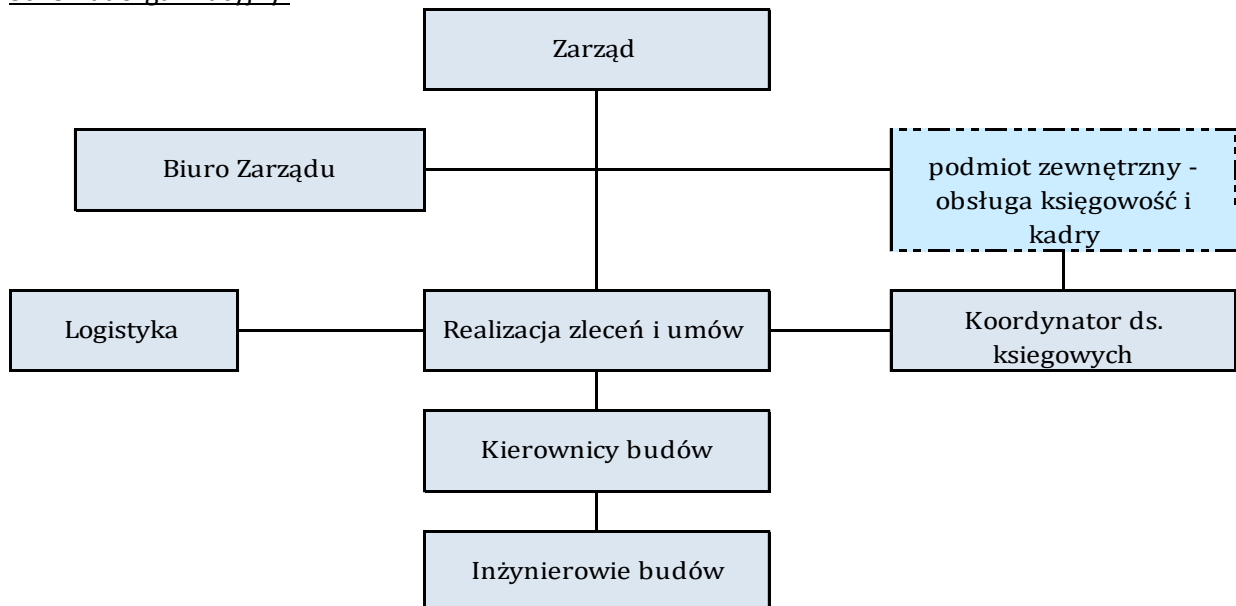 Zarząd
Biuro Zarządu
podmiot zewnętrzny -
obsługa księgowość i
kadry
Logistyka
Realizacja zleceń i umów
Koordynator ds.
ksiegowych
Kierownicy budów
Inżynierowie budów